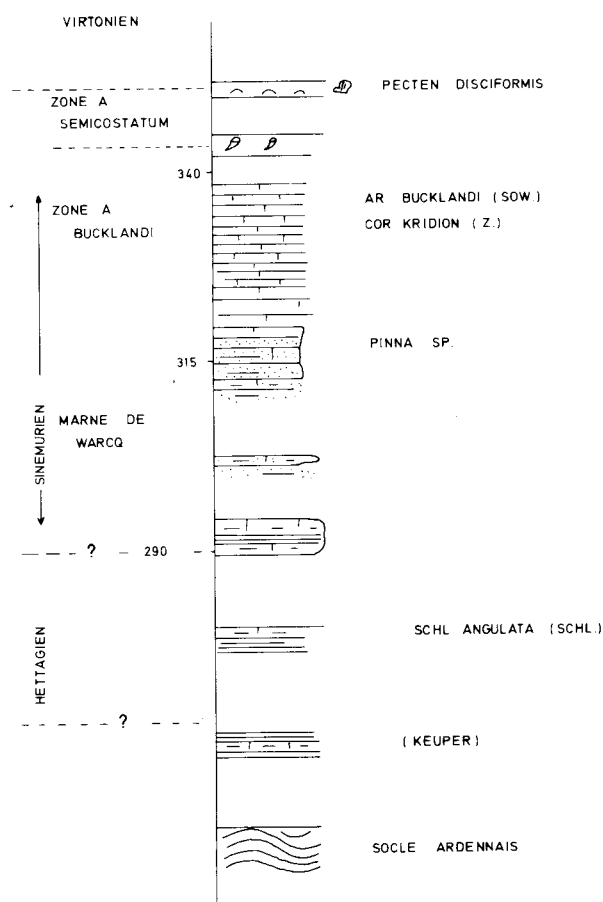 VIRTONIEN
PECTEN DISCIFORMIS
ZONE A
SEMICOSTATUM
340
ZONE A
BUCKLANDI
AR BUCKLANDI (SOW.)
COR KRIDION (Z.)
PINNA SP.
315
SINEMURIEN
MARNE DE
WARCQ
? 290
HETTAGIEN
SCHL ANGULATA (SCHL.)
?
(KEUPER)
SOCLE ARDENNAIS